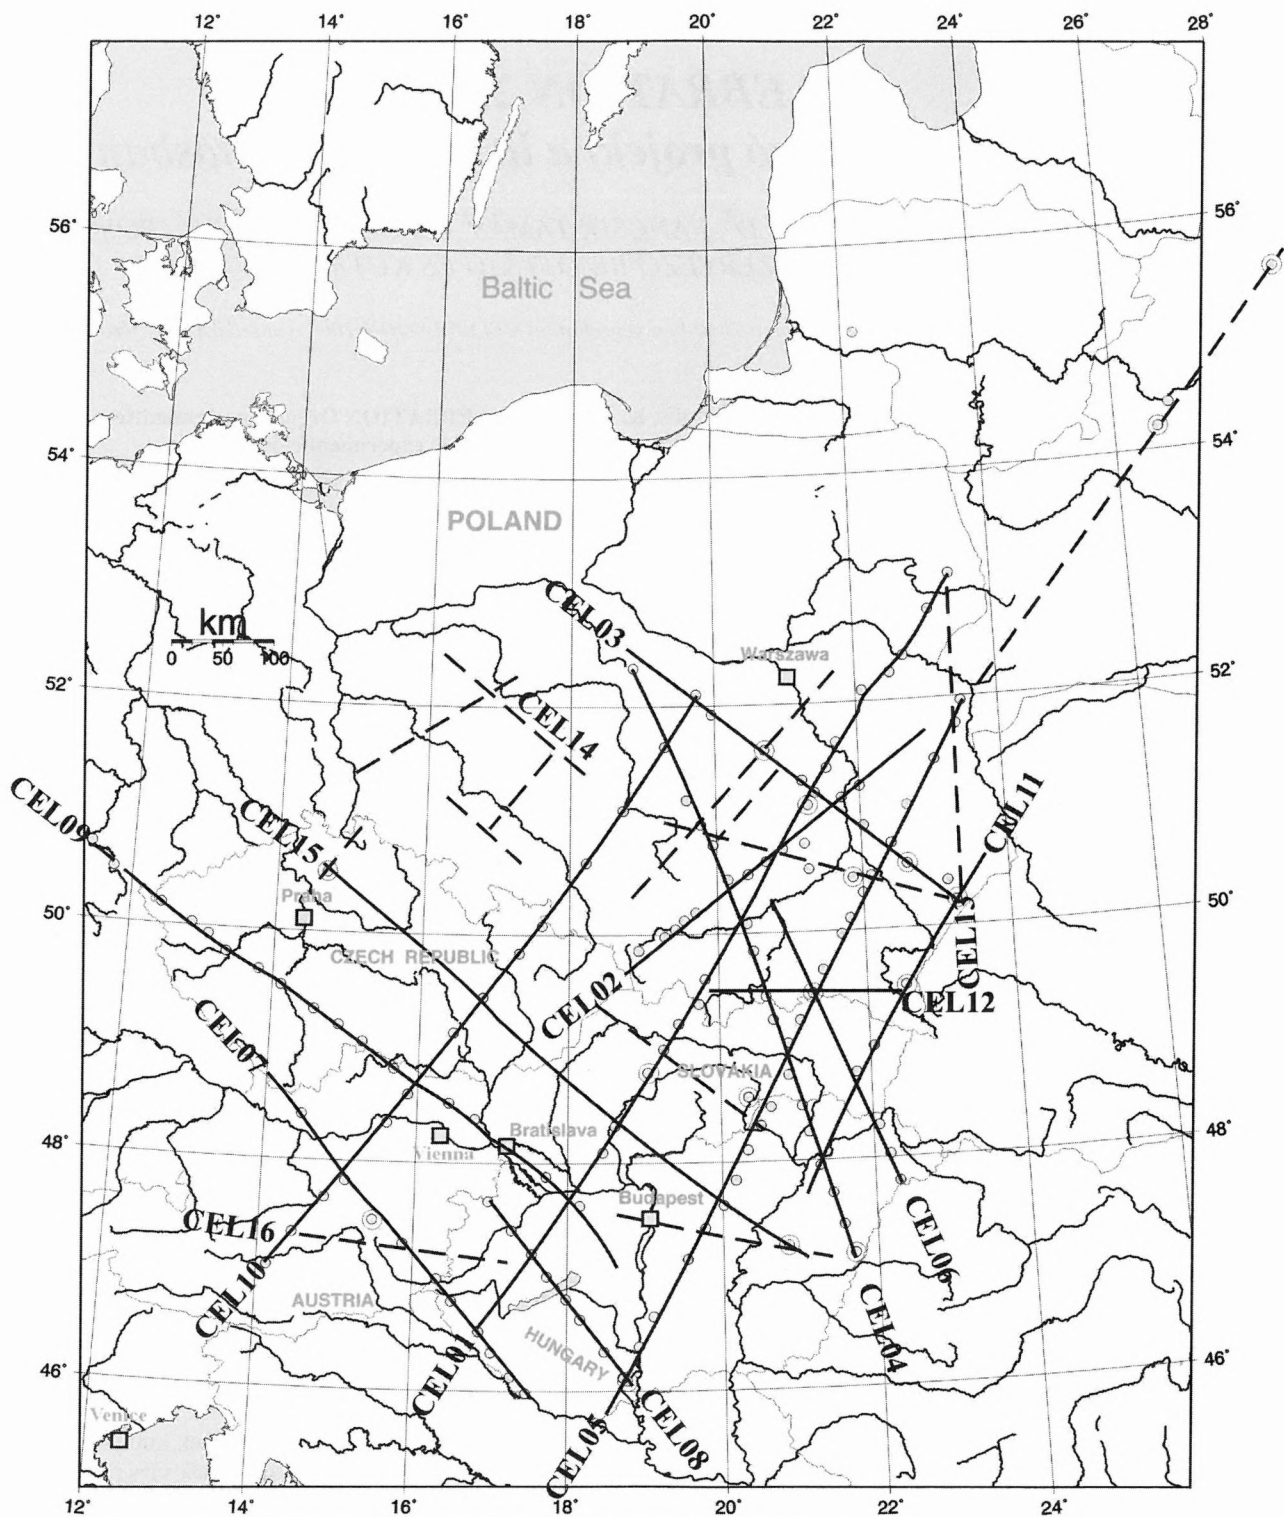 12° 14° 16° 18° 20° 22° 24° 26° 28°
56° 56°
Baltic Sea
54° 54°
POLAND
CEL03
km
0 50 100
Warszawa
52° 52°
CEL14
CEL11
CEL09
CEL15
Praha
50° 50°
CZECH REPUBLIC
CEL13
CEL02
CEL12
CEL07
SLOVAKIA
48° 48°
Bratislava
Vienna
Budapest
CEL16
CEL06
CEL10
AUSTRIA
CEL04
HUNGARY
CEL01
46° 46°
Venice
CEL08
CEL05
12° 14° 16° 18° 20° 22° 24°